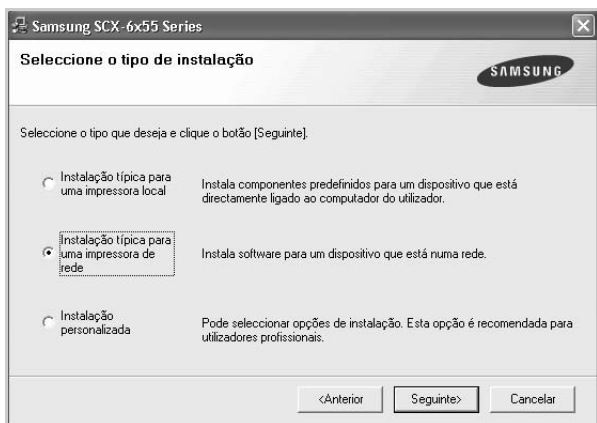 Samsung SCX-6x55 Series
Seleccione o tipo de instalação
SAMSUNG
Seleccione o tipo que deseja e clique o botão [Seguinte].
Instalação típica para
uma impressora local
Instala componentes predefinidos para um dispositivo que está
directamente ligado ao computador do utilizador.
Instalação típica para
uma impressora de
rede
Instala software para um dispositivo que está numa rede.
Instalação
personalizada
Pode seleccionar opções de instalação. Esta opção é recomendada para
utilizadores profissionais.
<Anterior
Seguinte>
Cancelar